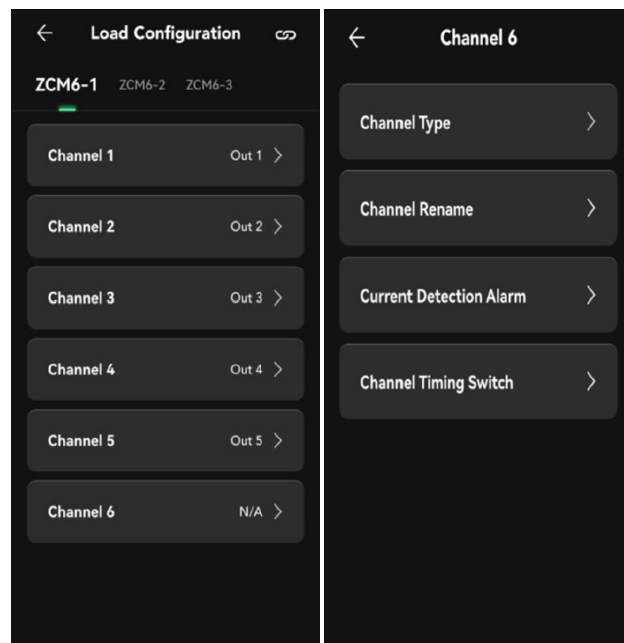 Load Configuration
ZCM6-1 ZCM6-2 ZCM6-3
Channel 1 Out 1
Channel 2 Out 2
Channel 3 Out 3
Channel 4 Out 4
Channel 5 Out 5
Channel 6 N/A
Channel 6
Channel Type
Channel Rename
Current Detection Alarm
Channel Timing Switch